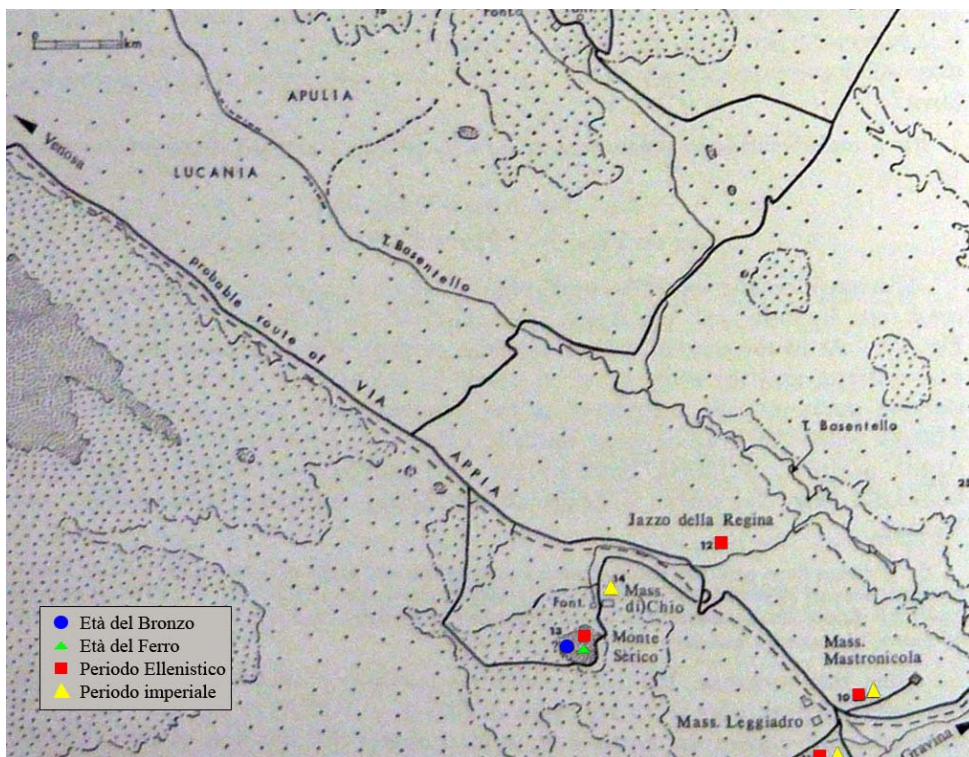 km
APULIA
Venosa
LUCANIA
T. Basentello
probable route of VIA APPIA
T. Basentello
25
Jazzo della Regina
12
14
Mass.
di Chio
Font.
13
Monte
Serico
Mass.
Mastronicola
10
Mass. Leggiadro
Gravina
Età del Bronzo
Età del Ferro
Periodo Ellenistico
Periodo imperiale